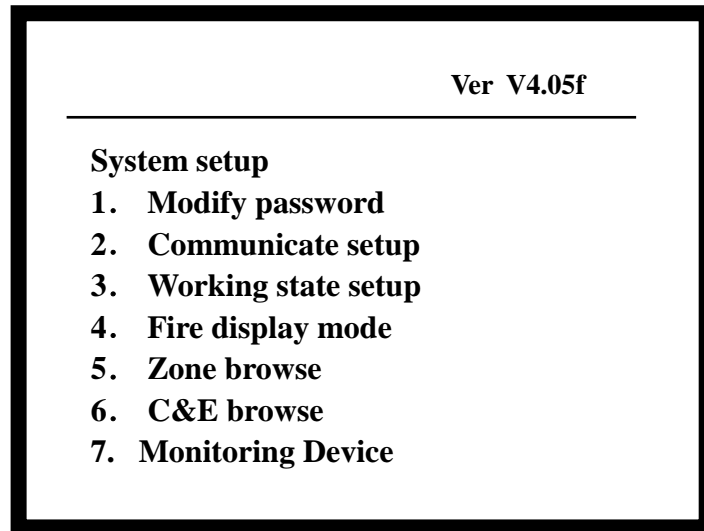 Ver V4.05f
System setup
1. Modify password
2. Communicate setup
3. Working state setup
4. Fire display mode
5. Zone browse
6. C&E browse
7. Monitoring Device